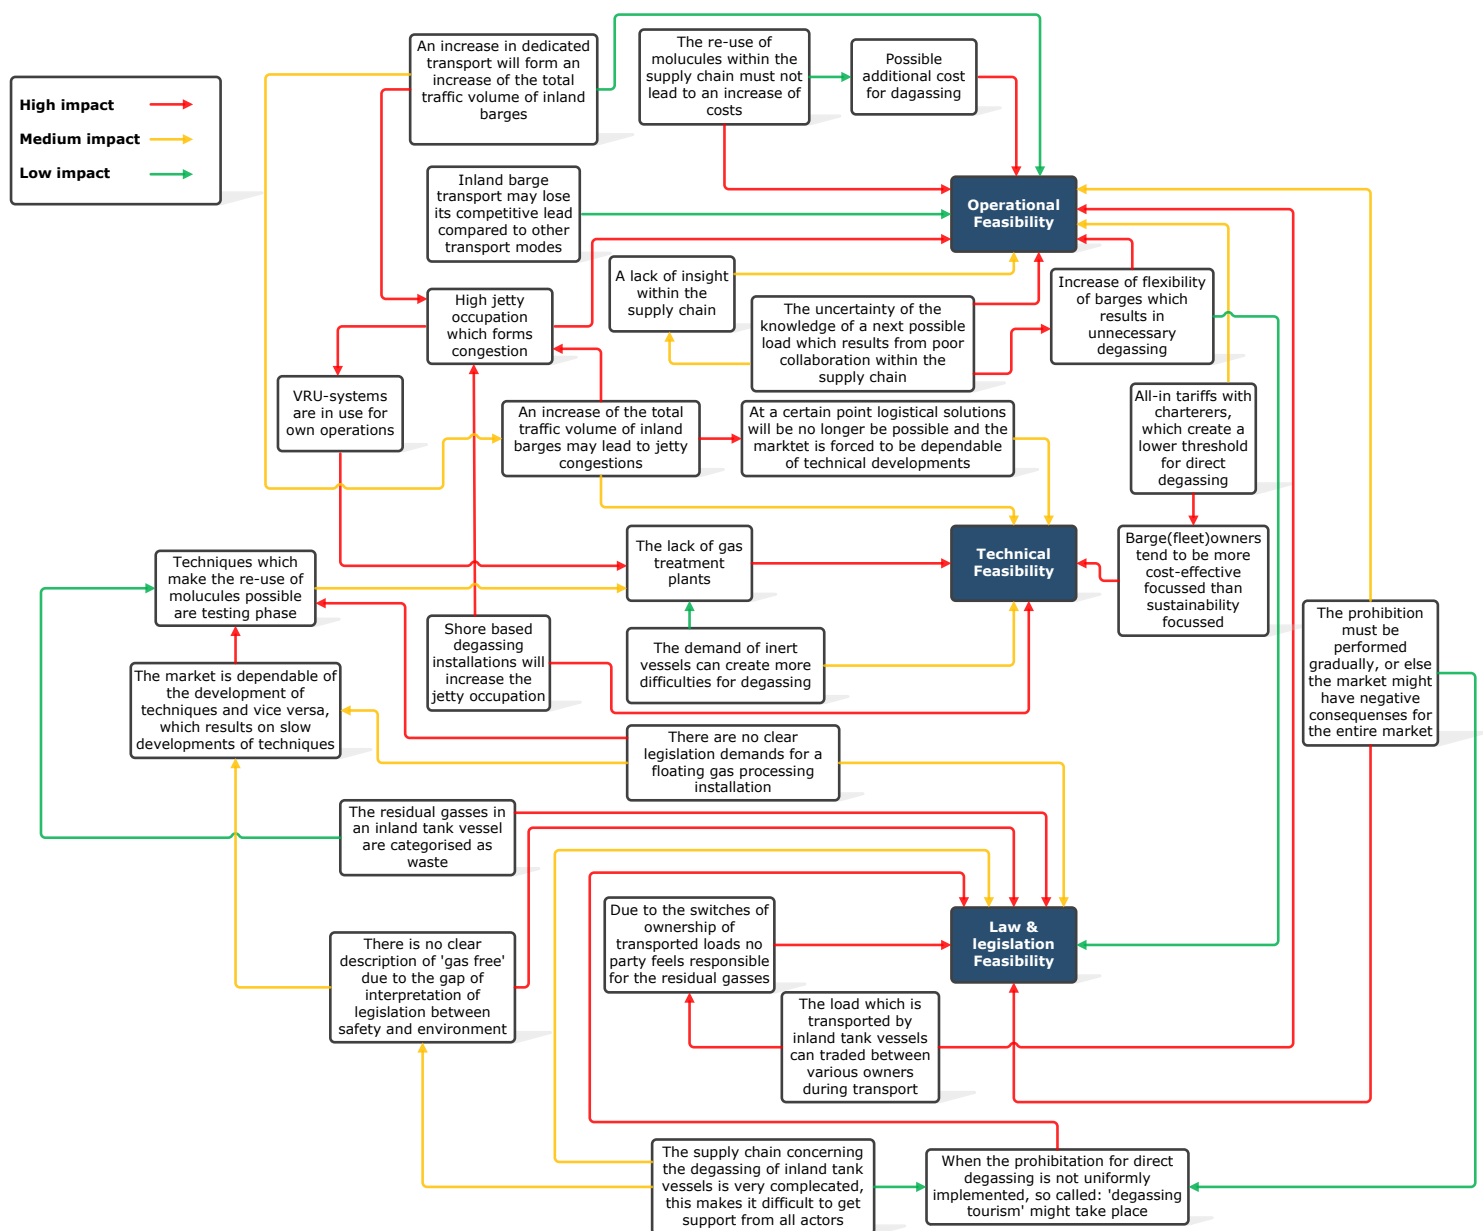 High impact
Medium impact
Low impact
An increase in dedicated
transport will form an
increase of the total
traffic volume of inland
barges
The re-use of
molucules within the
supply chain must not
lead to an increase of
costs
Possible
additional cost
for dagassing
Inland barge
transport may lose
its competitive lead
compared to other
transport modes
Operational
Feasibility
A lack of insight
within the
supply chain
High jetty
occupation
which forms
congestion
The uncertainty of the
knowledge of a next possible
load which results from poor
collaboration within the
supply chain
Increase of flexibility
of barges which
results in
unnecessary
degassing
VRU-systems
are in use for
own operations
An increase of the total
traffic volume of inland
barges may lead to jetty
congestions
At a certain point logistical solutions
will be no longer be possible and the
marktet is forced to be dependable
of technical developments
All-in tariffs with
charterers,
which create a
lower threshold
for direct
degassing
Techniques which
make the re-use of
molucules possible
are testing phase
The lack of gas
treatment
plants
Technical
Feasibility
Barge(fleet)owners
tend to be more
cost-effective
focussed than
sustainability
focussed
The prohibition
must be
performed
gradually, or else
the market might
have negative
consequences for
the entire market
Shore based
degassing
installations will
increase the
jetty occupation
The demand of inert
vessels can create more
difficulties for degassing
The market is dependable of
the development of
techniques and vice versa,
which results on slow
developments of techniques
There are no clear
legislation demands for a
floating gas processing
installation
The residual gasses in
an inland tank vessel
are categorised as
waste
Due to the switches of
ownership of
transported loads no
party feels responsible
for the residual gasses
Law &
legislation
Feasibility
There is no clear
description of 'gas free'
due to the gap of
interpretation of
legislation between
safety and environment
The load which is
transported by
inland tank vessels
can traded between
various owners
during transport
The supply chain concerning
the degassing of inland tank
vessels is very complecated,
this makes it difficult to get
support from all actors
When the prohibitation for direct
degassing is not uniformly
implemented, so called: 'degassing
tourism' might take place